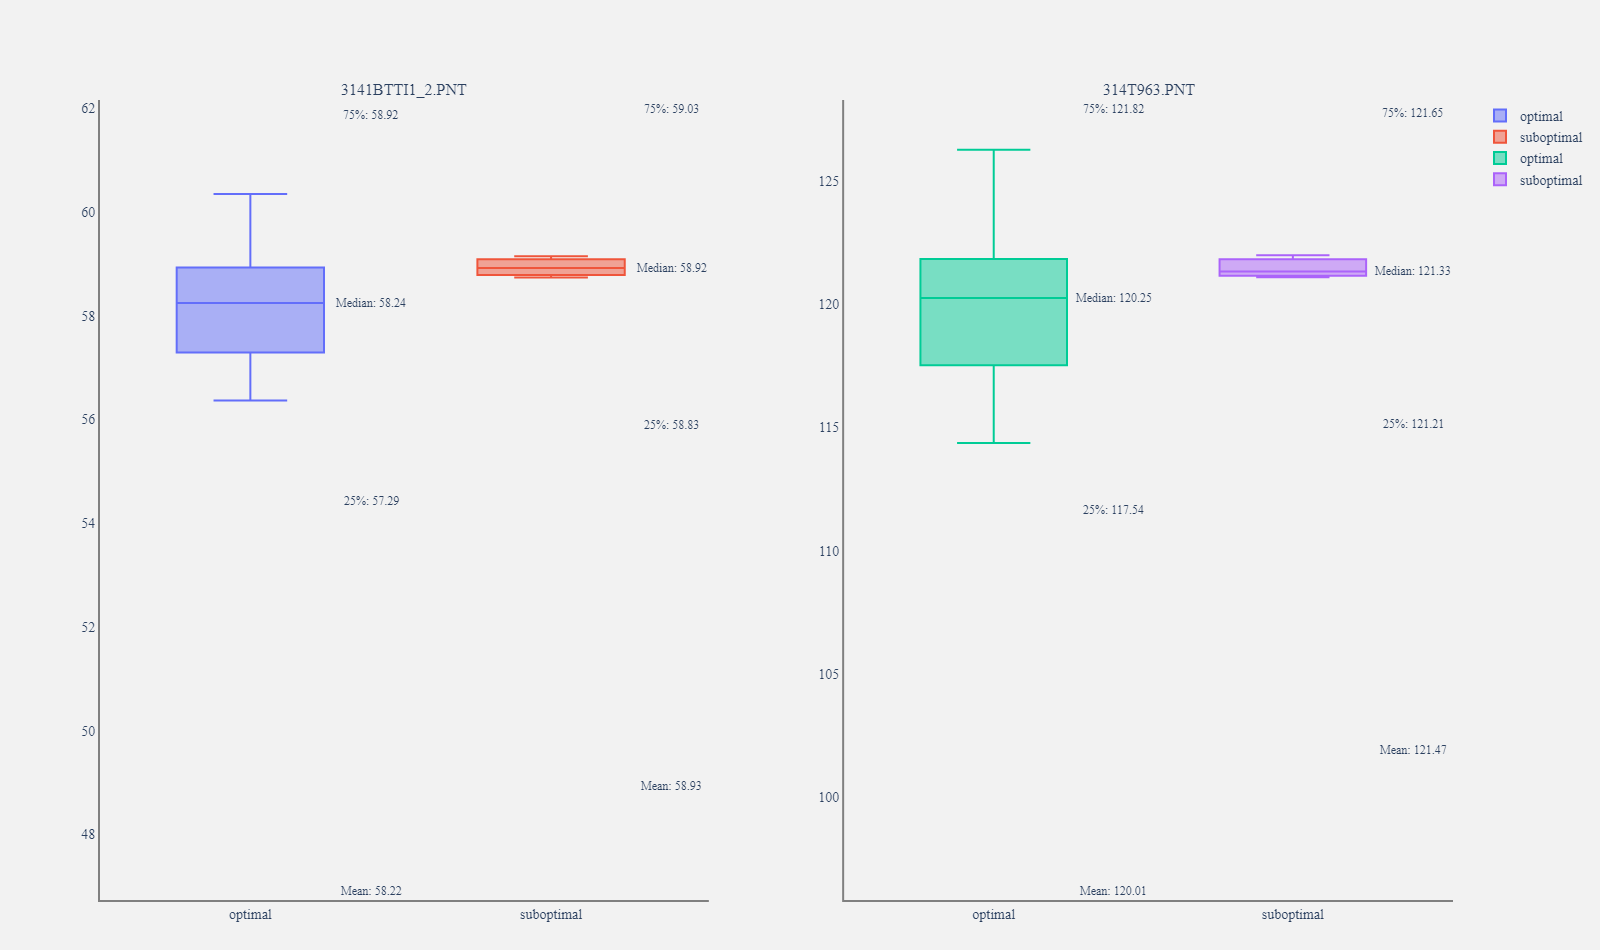 3141BTTI1_2.PNT
62
60
58
56
54
52
50
48
75%: 58.92
Median: 58.24
25%: 57.29
Mean: 58.22
75%: 59.03
Median: 58.92
25%: 58.83
Mean: 58.93
optimal
suboptimal
314T963.PNT
125
120
115
110
105
100
75%: 121.82
Median: 120.25
25%: 117.54
Mean: 120.01
75%: 121.65
Median: 121.33
25%: 121.21
Mean: 121.47
optimal
suboptimal
optimal
suboptimal
optimal
suboptimal